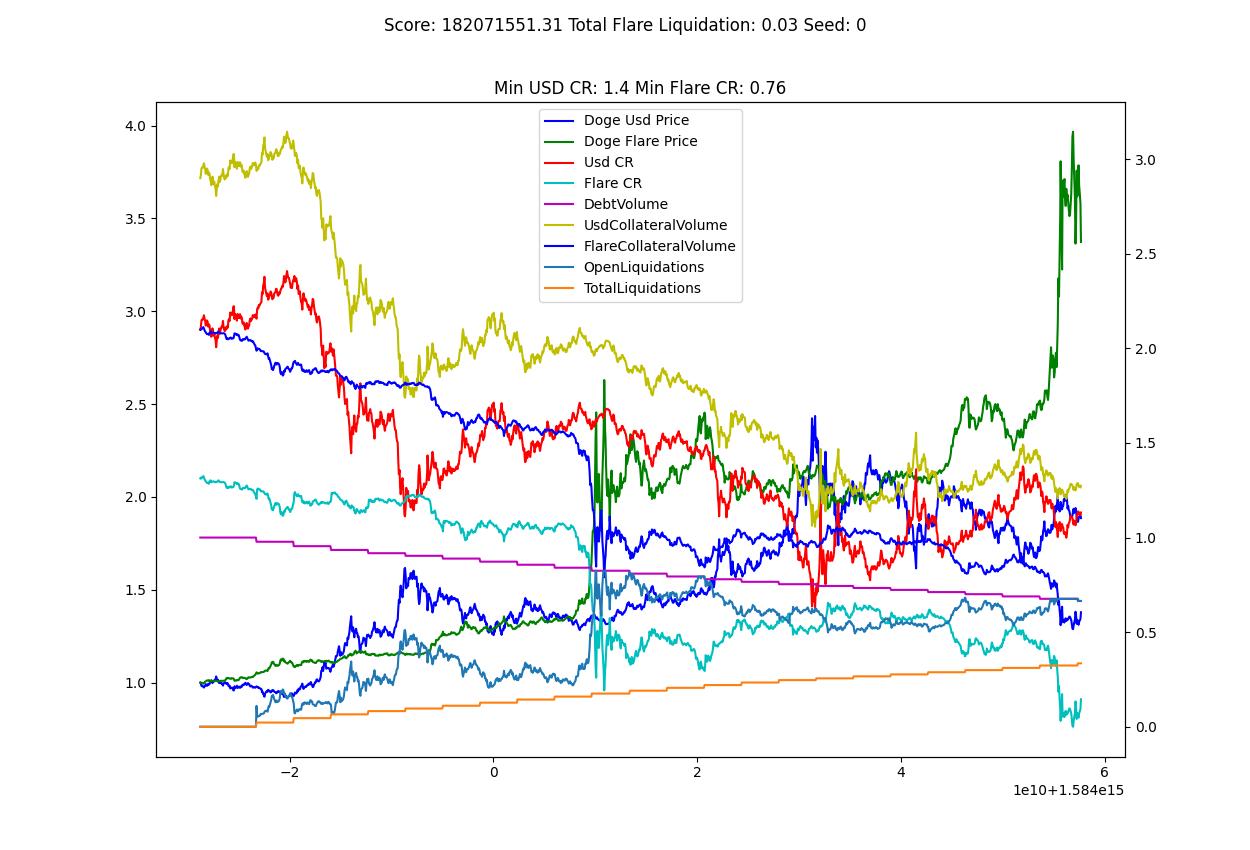 Score: 182071551.31 Total Flare Liquidation: 0.03 Seed: 0
Min USD CR: 1.4 Min Flare CR: 0.76
Doge Usd Price
Doge Flare Price
Usd CR
Flare CR
DebtVolume
UsdCollateralVolume
FlareCollateralVolume
OpenLiquidations
TotalLiquidations
4.0
3.5
3.0
2.5
2.0
1.5
1.0
3.0
2.5
2.0
1.5
1.0
0.5
0.0
−2
0
2
4
6
1e10+1.584e15